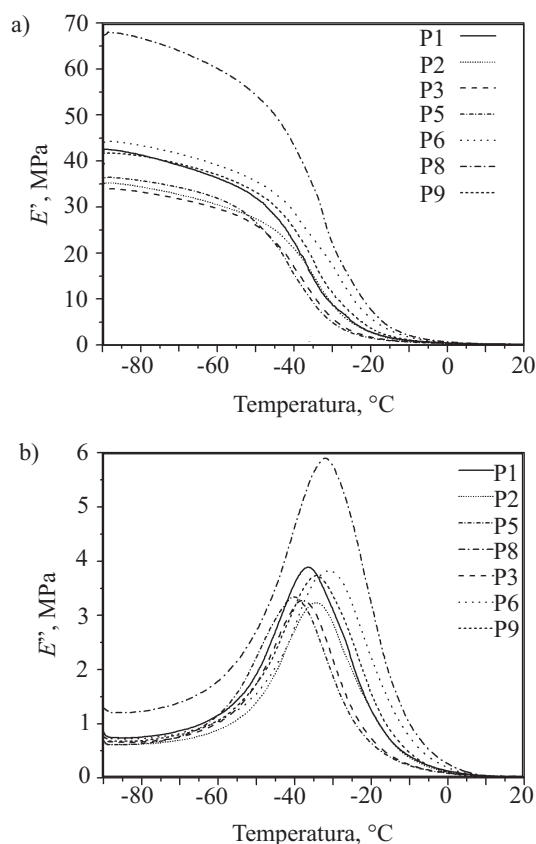 a)
70
60
50
40
30
20
10
0
E’, MPa
P1
P2
P3
P5
P6
P8
P9
-80 -60 -40 -20 0 20
Temperatura, °C
b)
6
5
4
3
2
1
0
E”, MPa
P1
P2
P5
P8
P3
P6
P9
-80 -60 -40 -20 0 20
Temperatura, °C